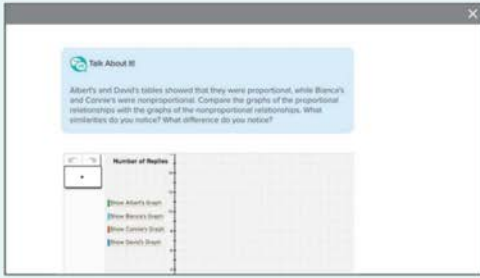 Talk About It!
Albert's and David's tables showed that they were proportional, while Bianca's
and Connie's were nonproportional. Compare the graphs of the proportional
relationships with the graphs of the nonproportional relationships. What
similarities do you notice? What difference do you notice?
Number of Replies
Show Albert's Graph
Show Bianca's Graph
Show Connie's Graph
Show David's Graph